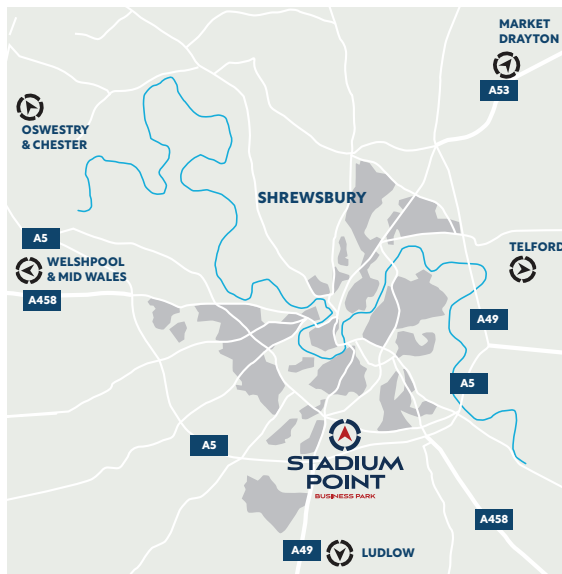 MARKET
DRAYTON
A53
OSWESTRY
& CHESTER
SHREWSBURY
A5
WELSHPOOL
& MID WALES
TELFORD
A458
A49
A5
A5
STADIUM
POINT
BUSINESS PARK
A458
A49
LUDLOW